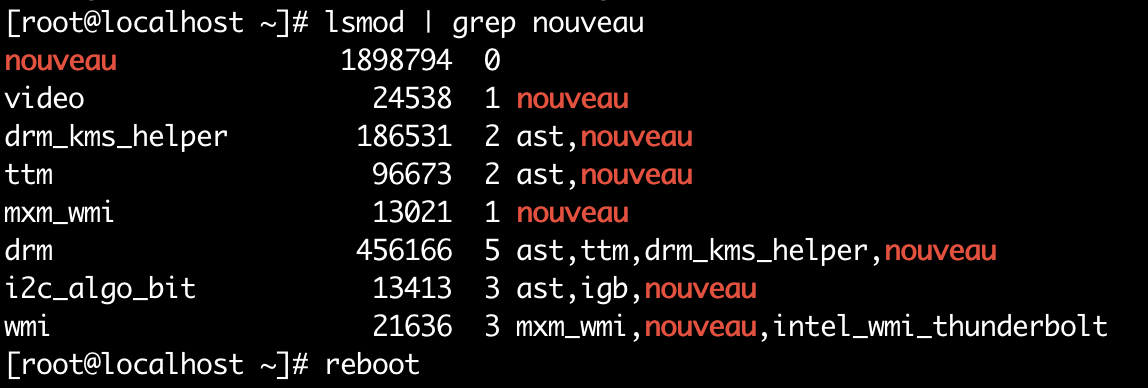 [root@localhost ~]# lsmod | grep nouveau
nouveau              1898794  0
video                  24538  1 nouveau
drm_kms_helper        186531  2 ast,nouveau
ttm                    96673  2 ast,nouveau
mxm_wmi                13021  1 nouveau
drm                   456166  5 ast,ttm,drm_kms_helper,nouveau
i2c_algo_bit           13413  3 ast,igb,nouveau
wmi                    21636  3 mxm_wmi,nouveau,intel_wmi_thunderbolt
[root@localhost ~]# reboot